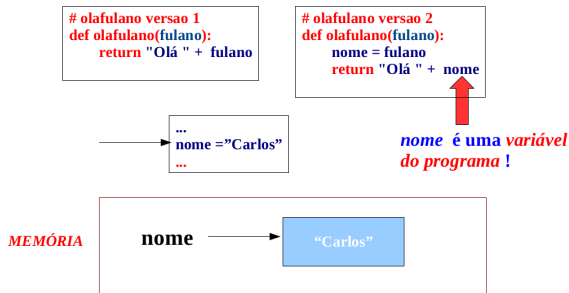 # olafulano versao 1
def olafulano(fulano):
return "Olá " + fulano
# olafulano versao 2
def olafulano(fulano):
nome = fulano
return "Olá " + nome
...
nome =”Carlos”
...
nome é uma variável
do programa !
MEMÓRIA
nome
“Carlos”